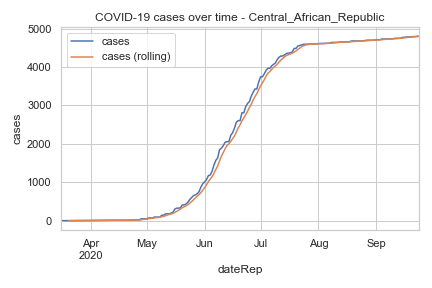 COVID-19 cases over time - Central_African_Republic
cases
cases (rolling)
5000
4000
3000
2000
1000
0
cases
Apr
2020
May
Jun
Jul
Aug
Sep
dateRep